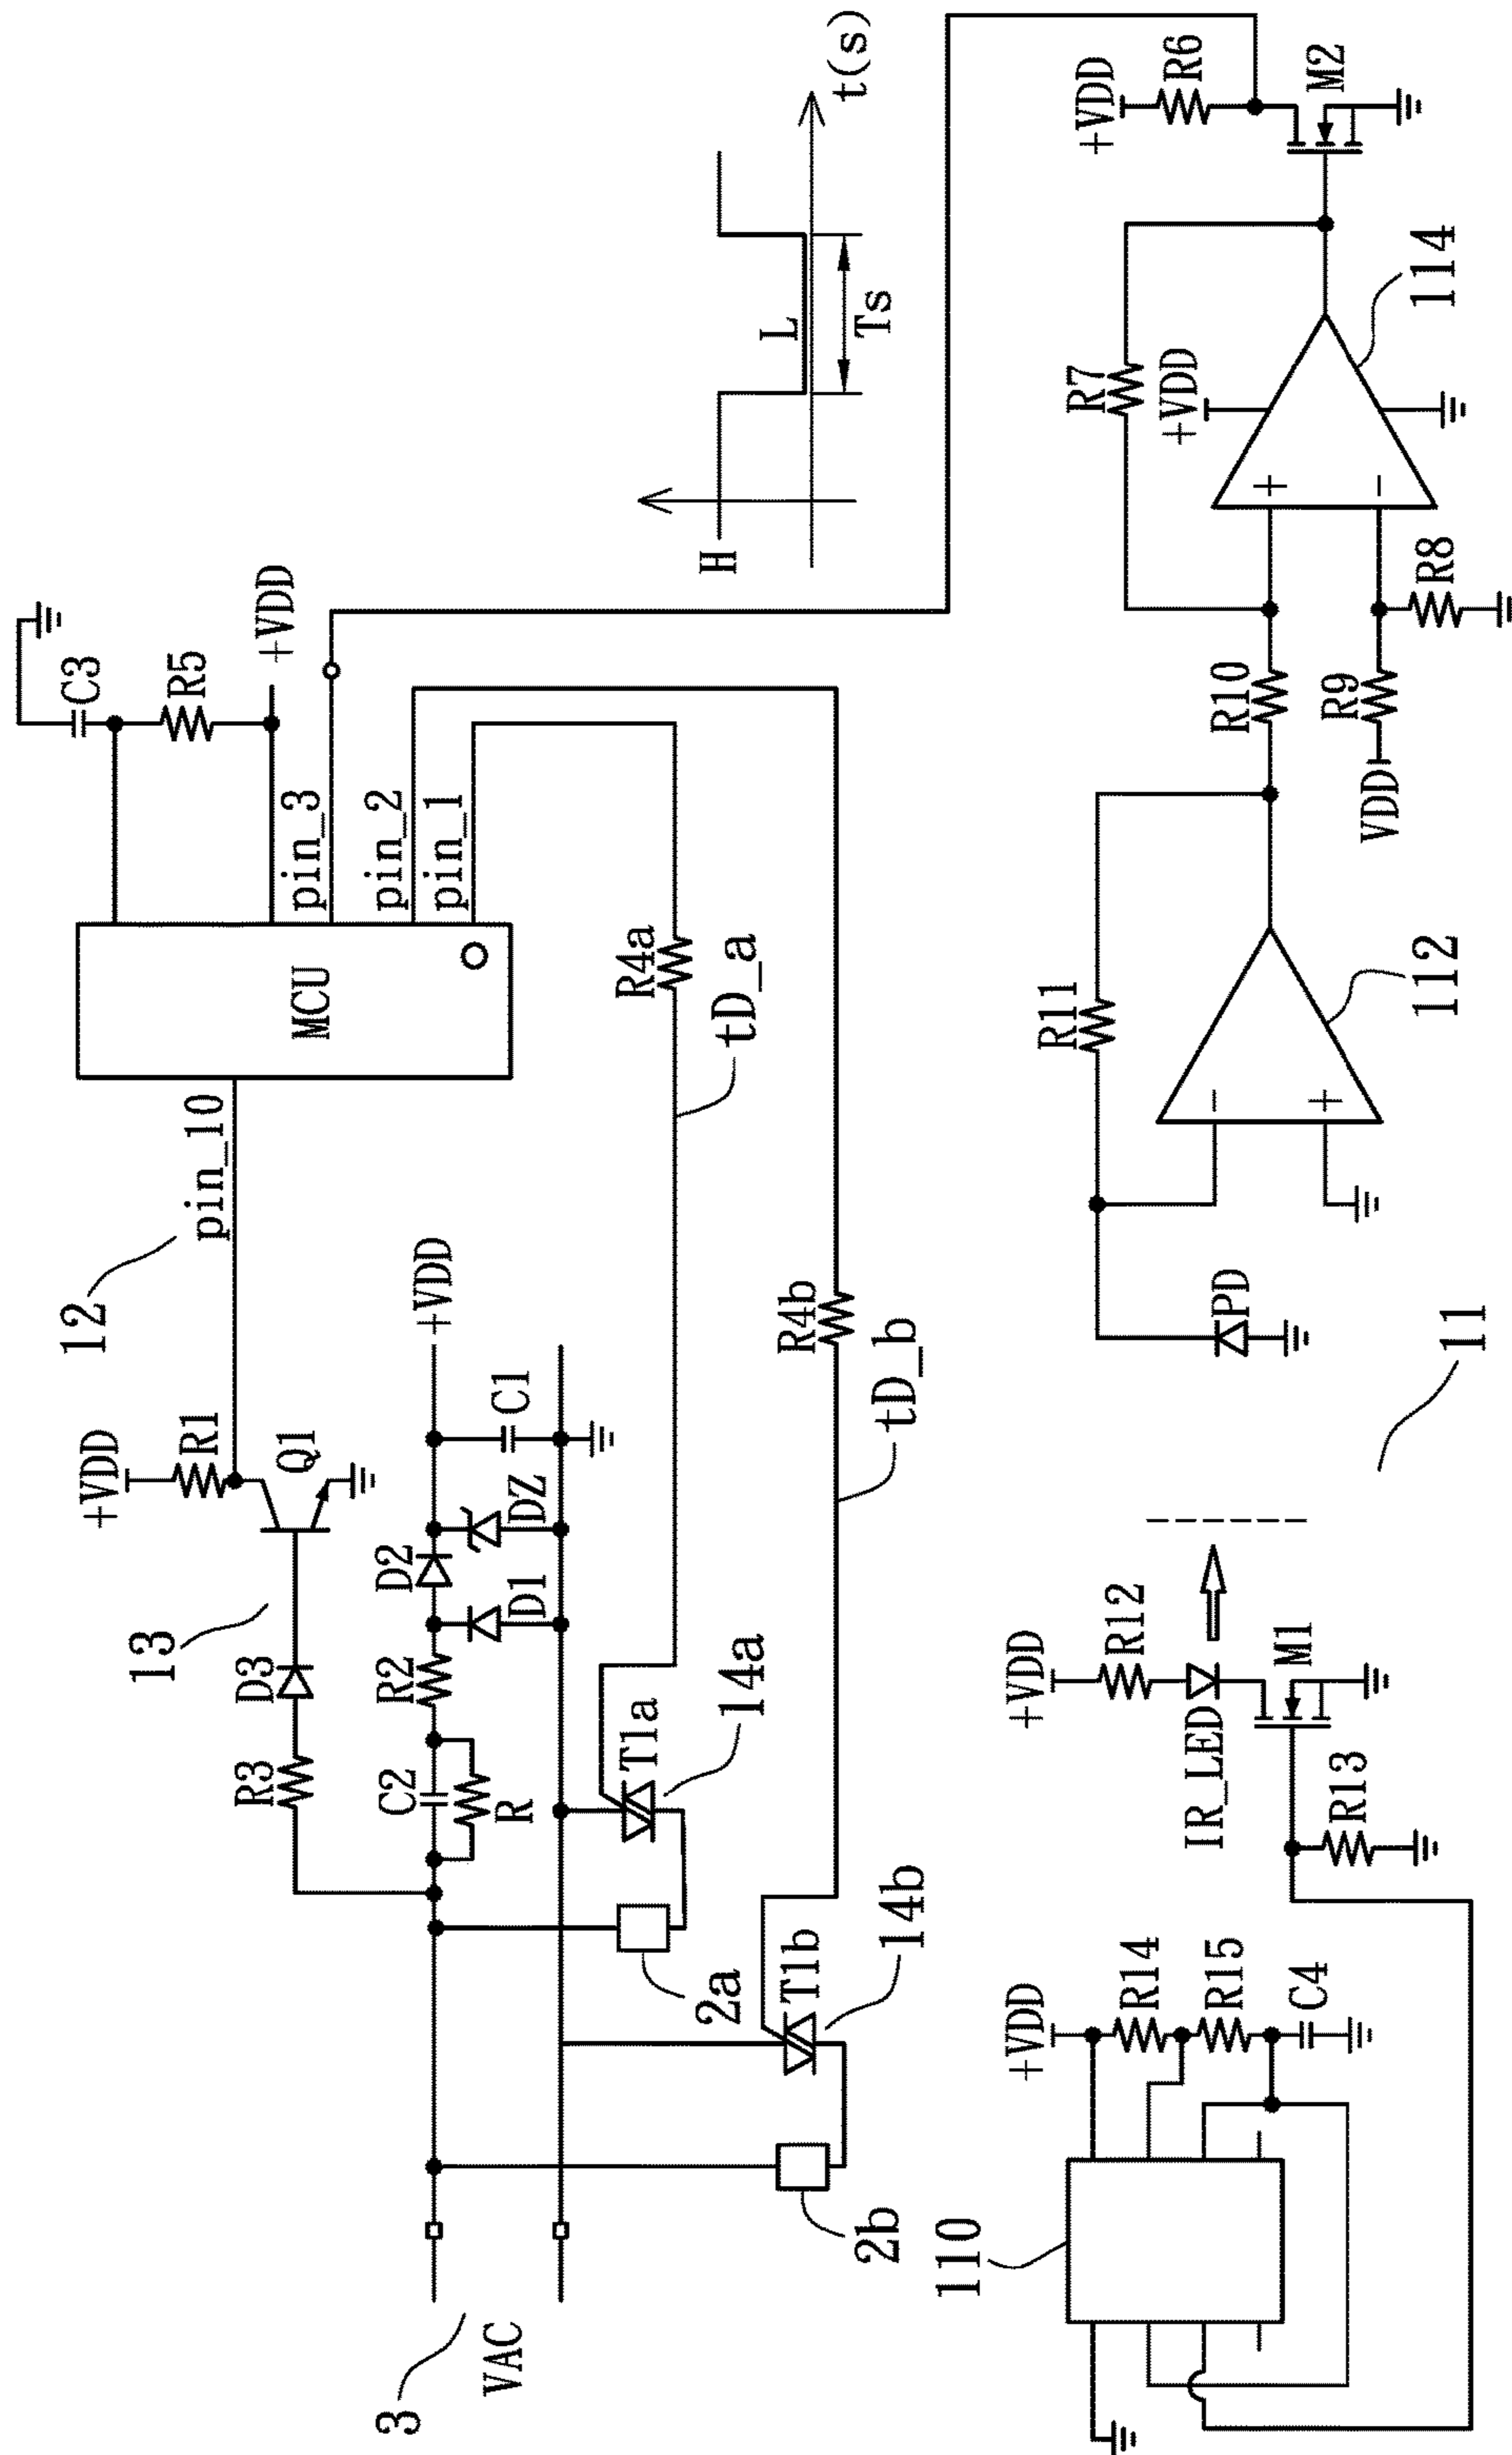 3
VAC
13
R3
D3
+VDD
R1
Q1
12
pin_10
MCU
C3
R5
+VDD
pin_3
pin_2
pin_1
C2
R
R2
D2
D1
DZ
C1
+VDD
2b
2a
T1b
14b
T1a
14a
R4a
tD_a
R4b
tD_b
H
L
Ts
t(s)
110
+VDD
R14
R15
C4
R13
+VDD
R12
IR_LED
M1
11
PD
R11
-
+
112
R10
VDD
R9
R8
R7
+VDD
+
-
114
+VDD
R6
M2